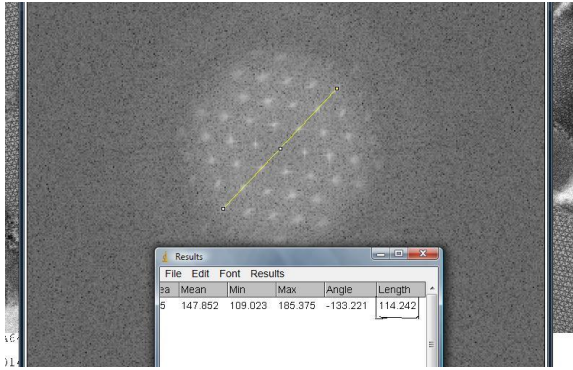 Results
File Edit Font Results
ea Mean Min Max Angle Length
5 147.852 109.023 185.375 -133.221 114.242